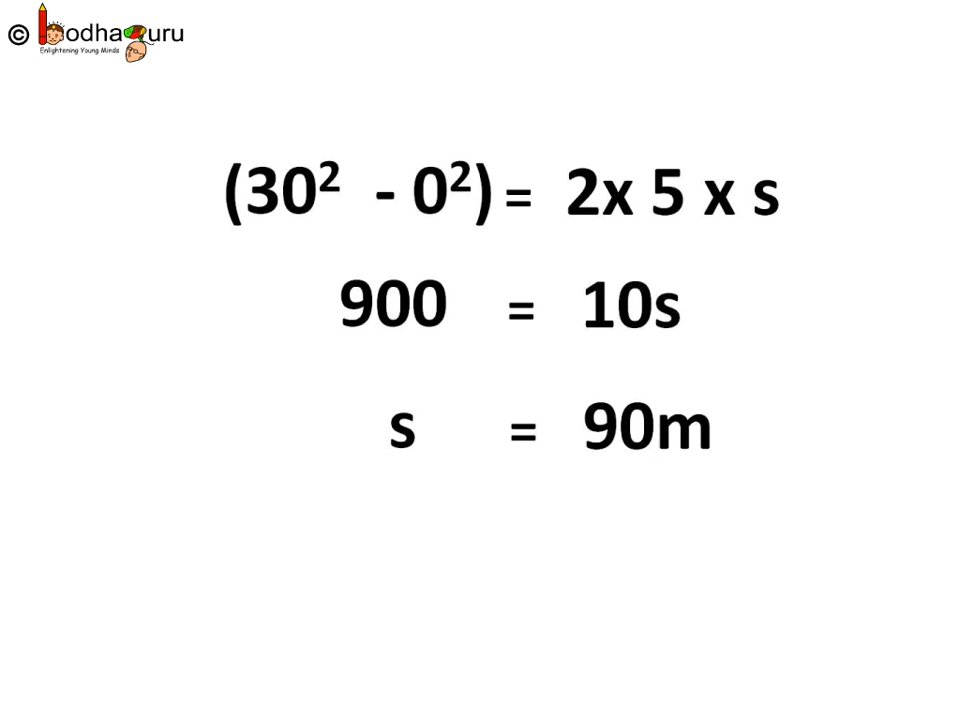 © BodhaGuru
Enlightening Young Minds
(30² - 0²) = 2x 5 x s
900 = 10s
s = 90m